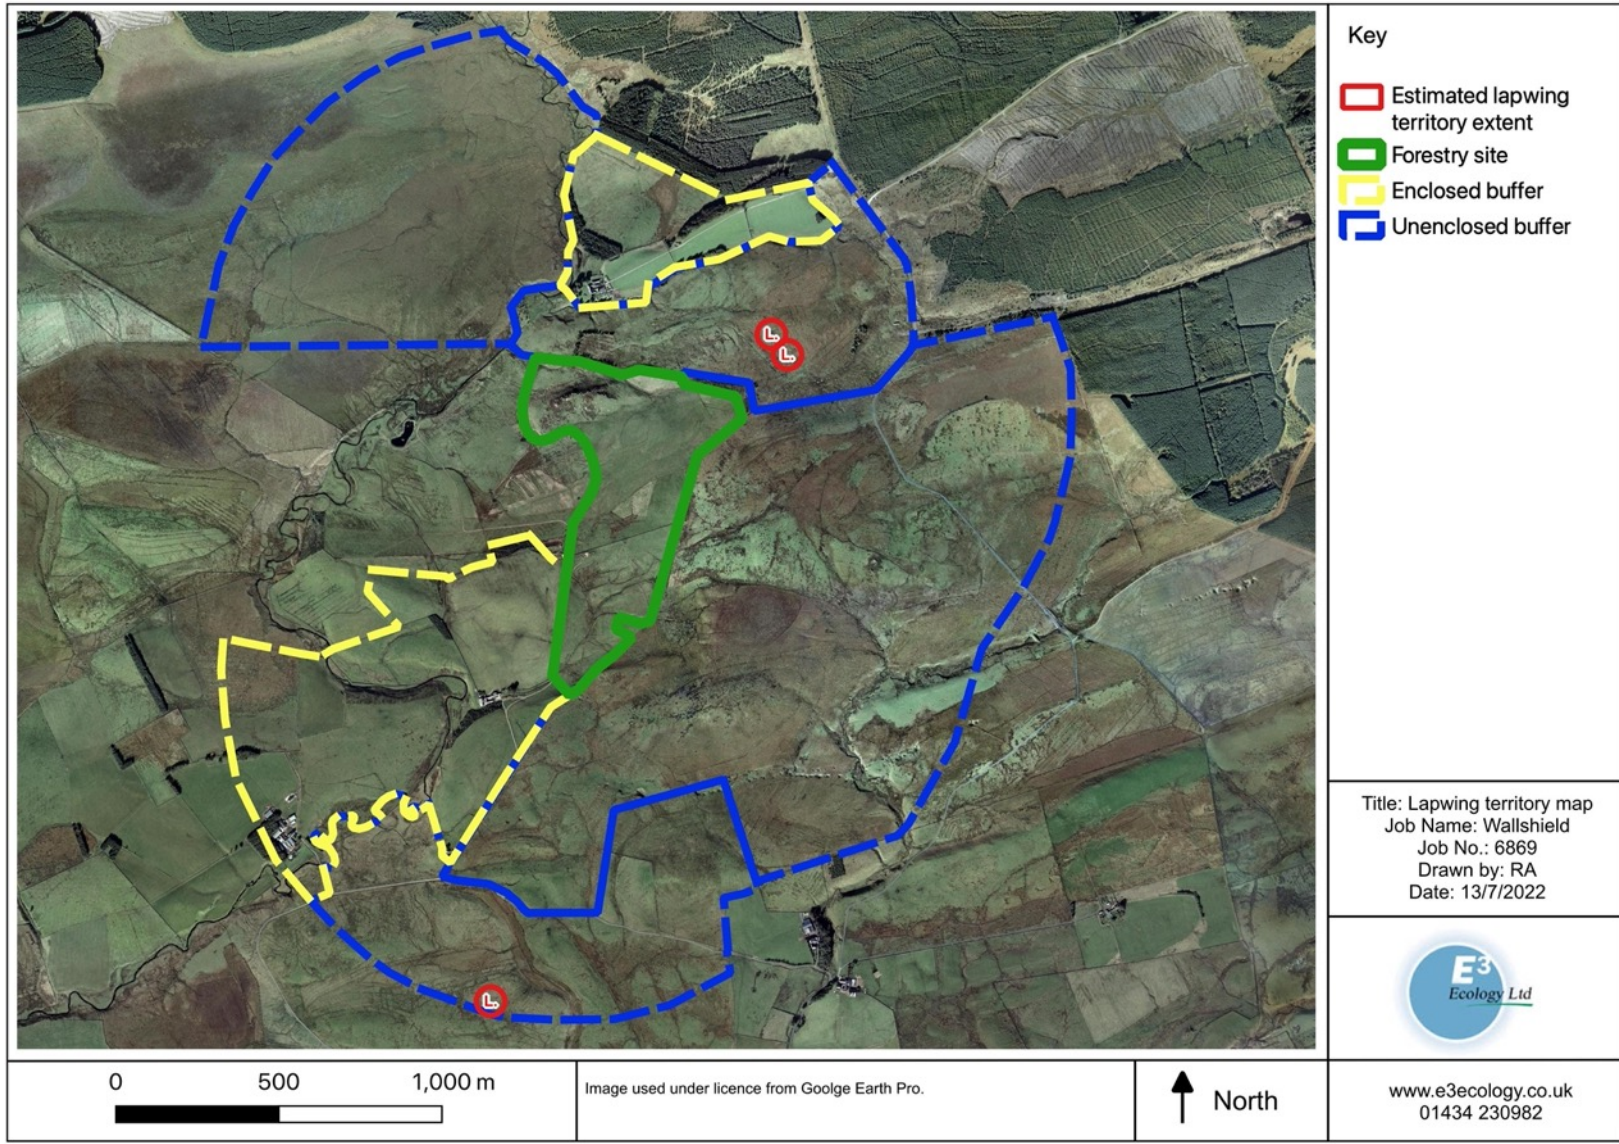 Key
Estimated lapwing
territory extent
Forestry site
Enclosed buffer
Unenclosed buffer
L.
L.
L.
Title: Lapwing territory map
Job Name: Wallshield
Job No.: 6869
Drawn by: RA
Date: 13/7/2022
E3
Ecology Ltd
0 500 1,000 m
Image used under licence from Goolge Earth Pro.
North
www.e3ecology.co.uk
01434 230982